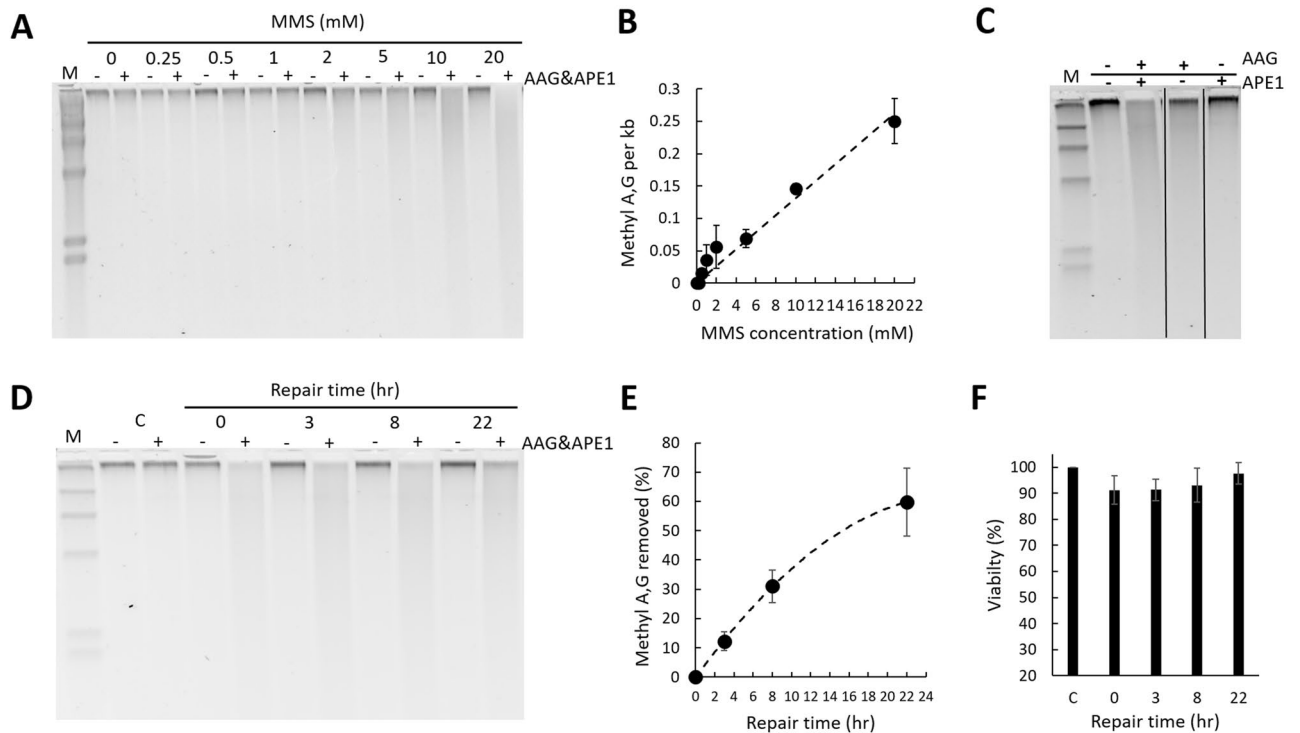 A
MMS (mM)
0 0.25 0.5 1 2 5 10 20
M - + - + - + - + - + - + - + - + AAG&APE1
B
Methyl A,G per kb
0.3
0.25
0.2
0.15
0.1
0.05
0
0 2 4 6 8 10 12 14 16 18 20 22
MMS concentration (mM)
C
- + + - AAG
M - + - + APE1
D
Repair time (hr)
C 0 3 8 22
M - + - + - + - + - + AAG&APE1
E
Methyl A,G removed (%)
80
70
60
50
40
30
20
10
0
0 2 4 6 8 10 12 14 16 18 20 22 24
Repair time (hr)
F
Viabilty (%)
100
90
80
70
60
50
40
30
20
C 0 3 8 22
Repair time (hr)